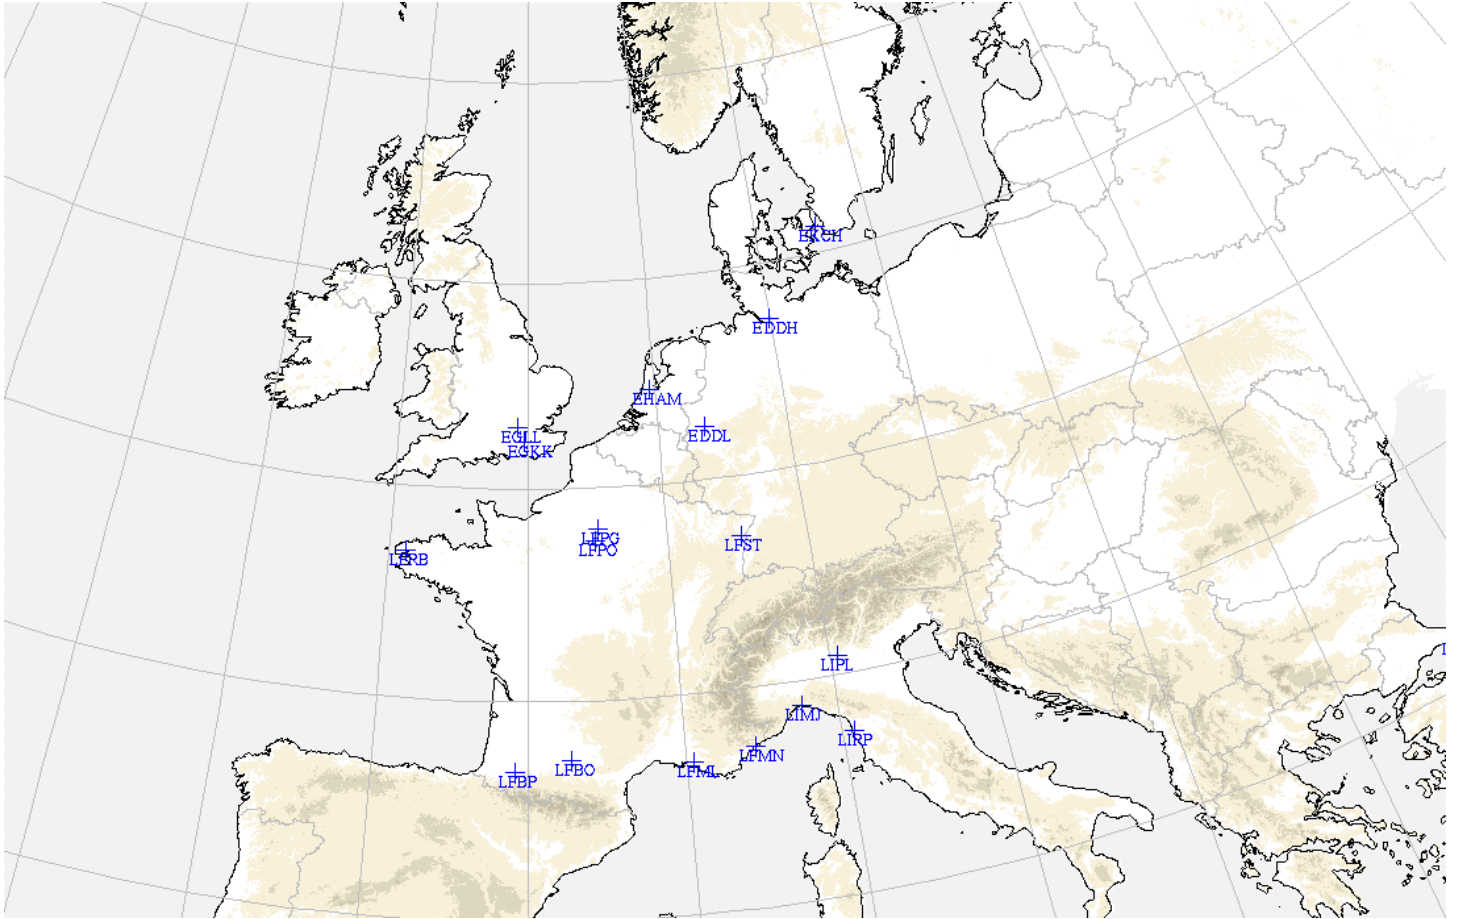 EKCH
EDDH
EHAM
EGLL
EDDL
EGKK
LFPG
LFPO
LFST
LFRB
LIPL
LIMJ
LIRP
LFMN
LFBO
LFML
LFBP